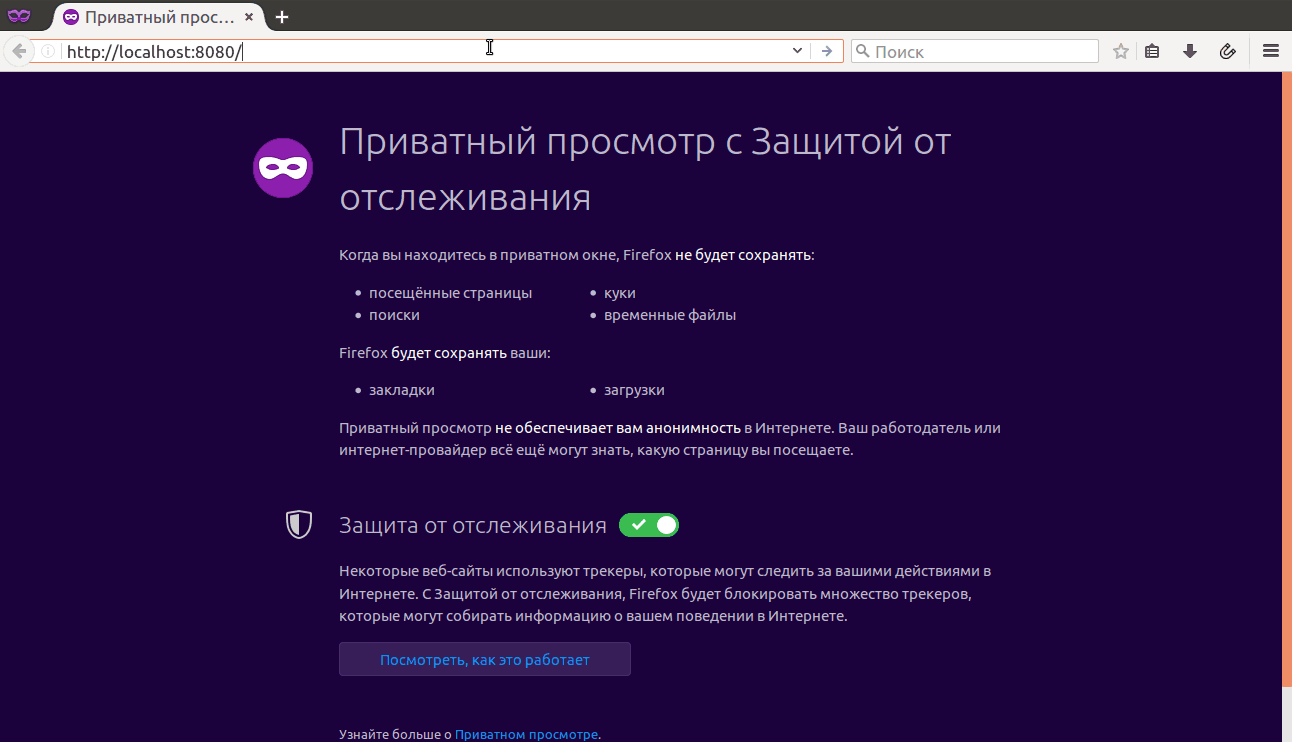 Приватный прос...
http://localhost:8080/
Поиск
Приватный просмотр с Защитой от
отслеживания
Когда вы находитесь в приватном окне, Firefox не будет сохранять:
посещённые страницы
поиски
куки
временные файлы
Firefox будет сохранять ваши:
закладки
загрузки
Приватный просмотр не обеспечивает вам анонимность в Интернете. Ваш работодатель или
интернет-провайдер всё ещё могут знать, какую страницу вы посещаете.
Защита от отслеживания
Некоторые веб-сайты используют трекеры, которые могут следить за вашими действиями в
Интернете. С Защитой от отслеживания, Firefox будет блокировать множество трекеров,
которые могут собирать информацию о вашем поведении в Интернете.
Посмотреть, как это работает
Узнайте больше о Приватном просмотре.